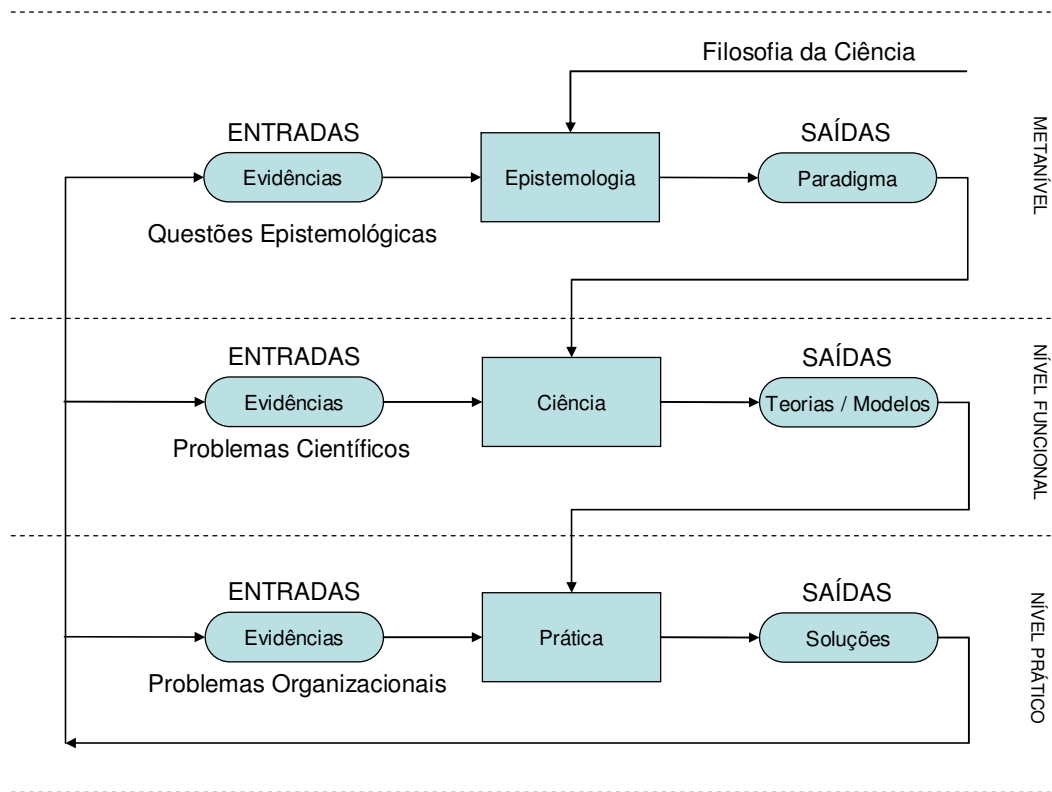 Filosofia da Ciência
ENTRADAS
SAÍDAS
Evidências
Epistemologia
Paradigma
Questões Epistemológicas
METANÍVEL
ENTRADAS
SAÍDAS
Evidências
Ciência
Teorias / Modelos
Problemas Científicos
NÍVEL FUNCIONAL
ENTRADAS
SAÍDAS
Evidências
Prática
Soluções
Problemas Organizacionais
NÍVEL PRÁTICO